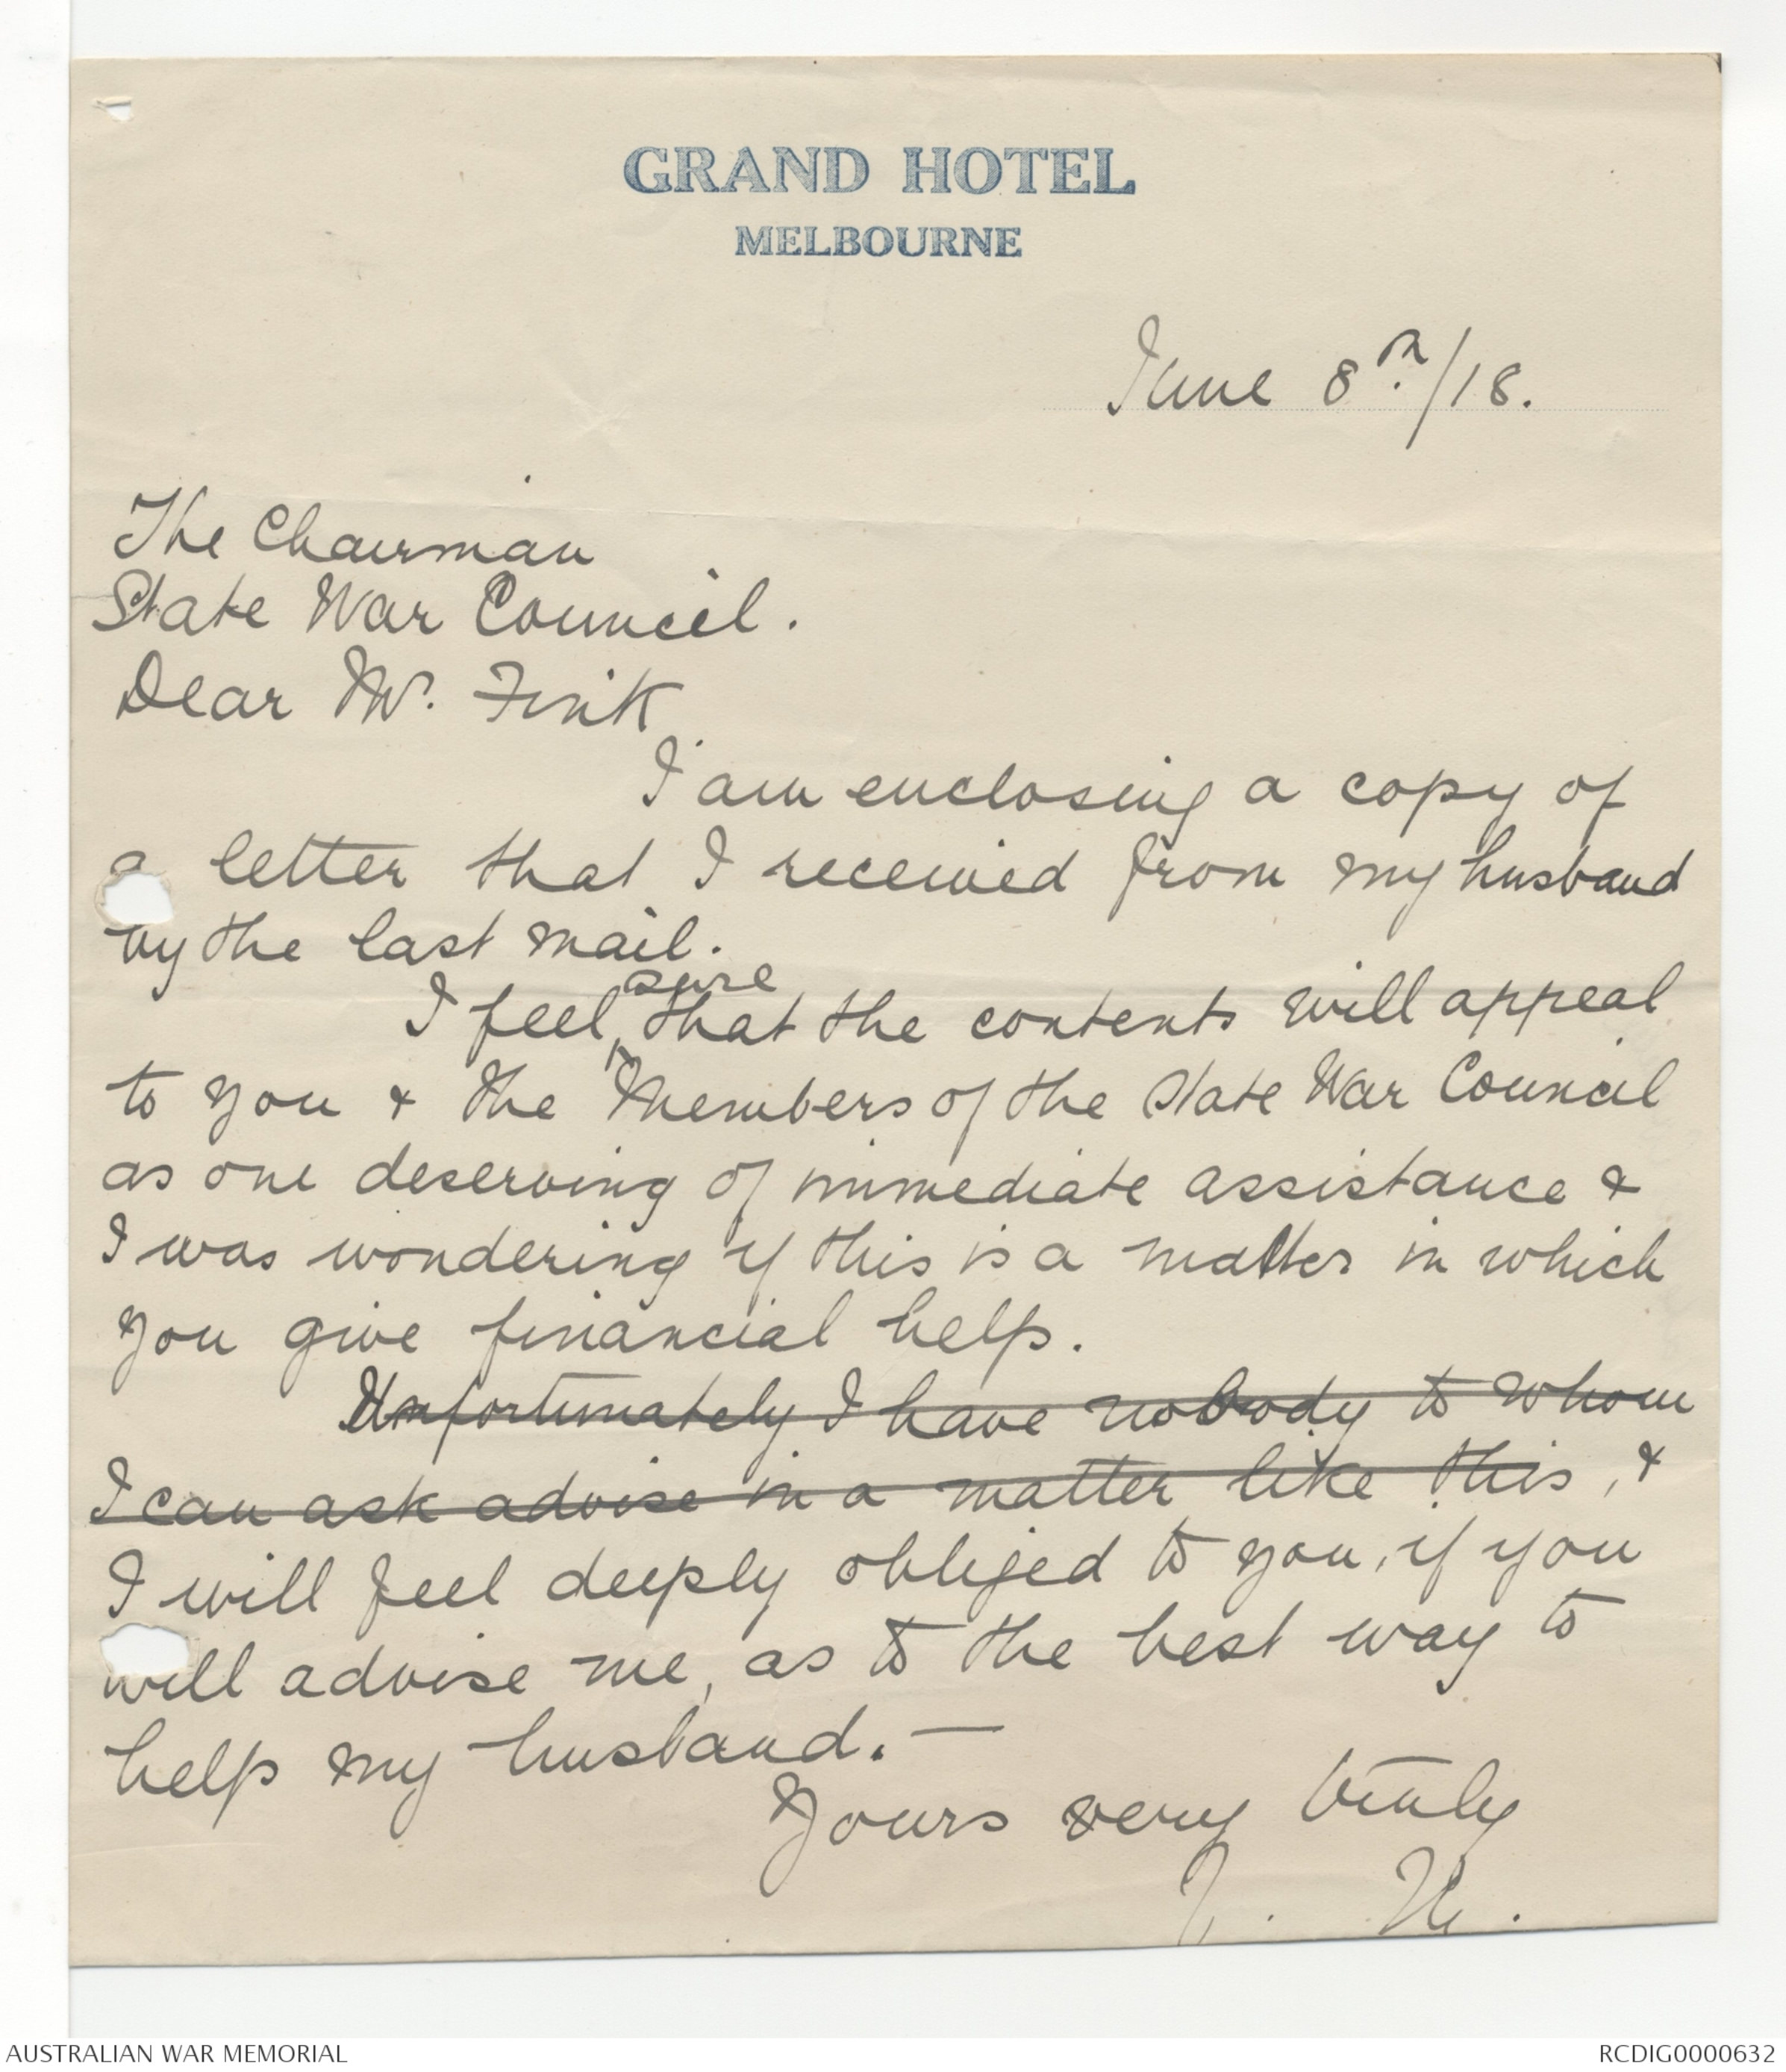 GRAND HOTEL
MELBOURNE
June 8th/18.
The Chairman
State War Council.
Dear Mr. Fink
I am enclosing a copy of
a letter that I received from my husband
by the last mail.
sure
I feel, that the contents will appeal
to you & the Members of the State War Council
as one deserving of immediate assistance &
I was wondering if this is a matter in which
you give financial help.
Unfortunately I have nobody to whom
I can ask advise in a matter like this, &
I will feel deeply obliged to you, if you
will advise me, as to the best way to
help my husband. —
Yours very truly
AUSTRALIAN WAR MEMORIAL
RCDIG0000632